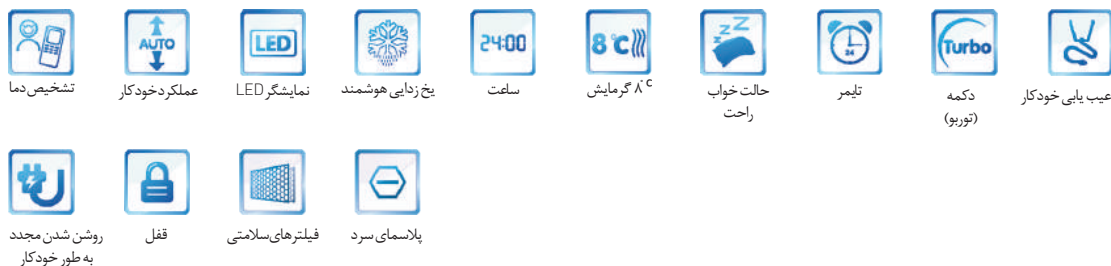 عیب یابی خودکار
Turbo
دکمه
(توربو)
24
تایمر
zzZ
حالت خواب
راحت
8°C
۸°c گرمایش
24:00
ساعت
یخ زدایی هوشمند
LED
نمایشگر LED
AUTO
عملکرد خودکار
تشخیص دما
پلاسمای سرد
فیلترهای سلامتی
قفل
روشن شدن مجدد
به طور خودکار